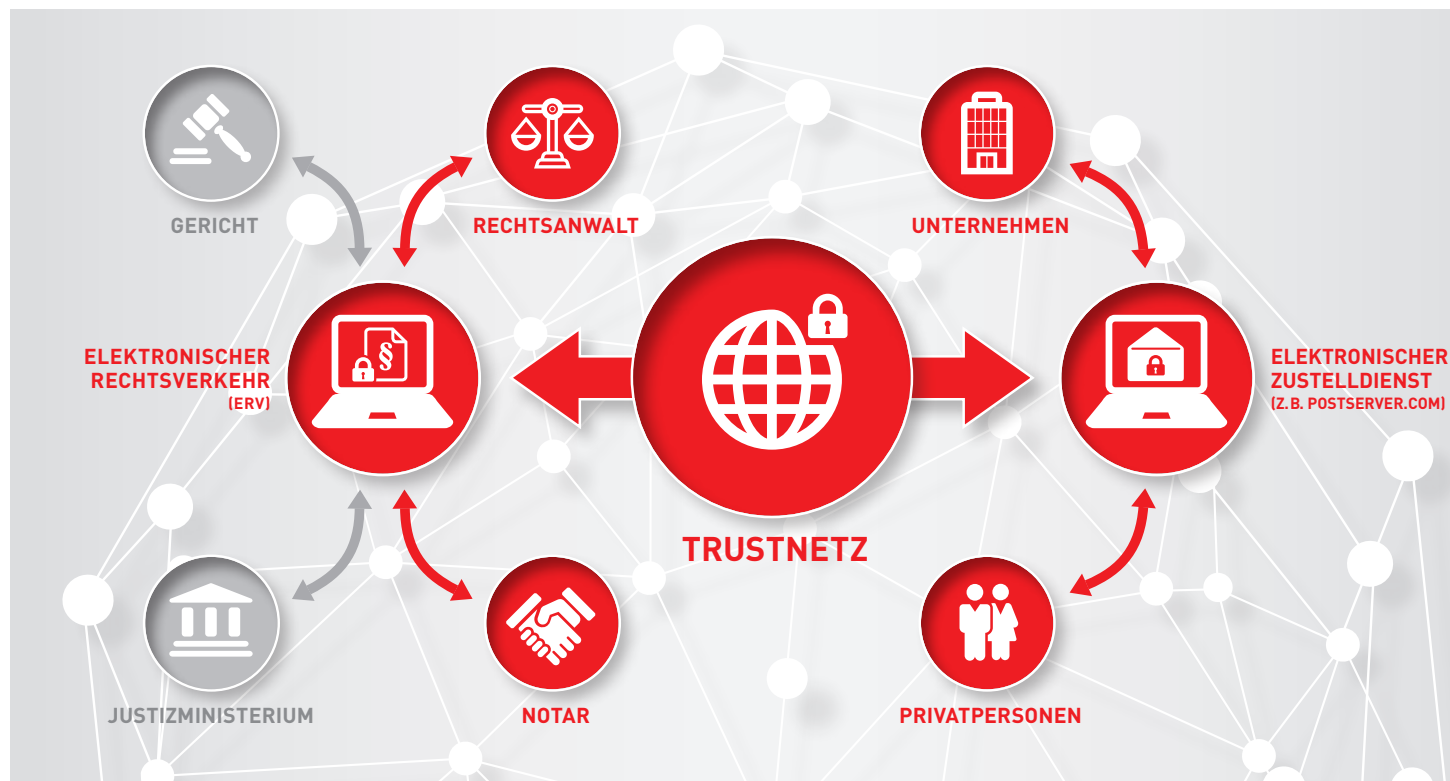 GERICHT
RECHTSANWALT
UNTERNEHMEN
ELEKTRONISCHER
RECHTSVERKEHR
(ERV)
§
ELEKTRONISCHER
ZUSTELLDIENST
(Z. B. POSTSERVER.COM)
TRUSTNETZ
JUSTIZMINISTERIUM
NOTAR
PRIVATPERSONEN